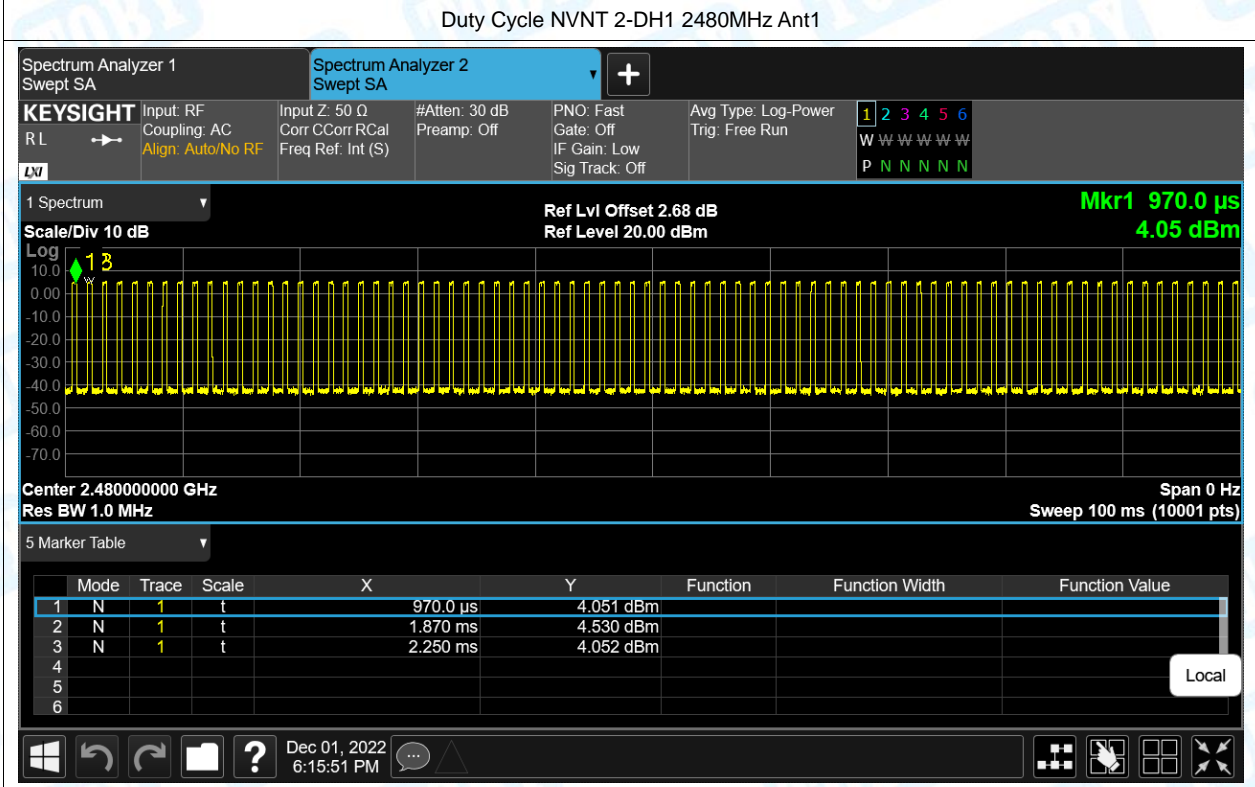 Duty Cycle NVNT 2-DH1 2480MHz Ant1
Spectrum Analyzer 1
Swept SA
Spectrum Analyzer 2
Swept SA
KEYSIGHT
R L
LXI
Input: RF
Coupling: AC
Align: Auto/No RF
Input Z: 50 Ω
Corr CCorr RCal
Freq Ref: Int (S)
#Atten: 30 dB
Preamp: Off
PNO: Fast
Gate: Off
IF Gain: Low
Sig Track: Off
Avg Type: Log-Power
Trig: Free Run
1 2 3 4 5 6
W W W W W W
P N N N N N
1 Spectrum
Scale/Div 10 dB
Ref Lvl Offset 2.68 dB
Ref Level 20.00 dBm
Mkr1 970.0 µs
4.05 dBm
Log
10.0
0.00
-10.0
-20.0
-30.0
-40.0
-50.0
-60.0
-70.0
1 3
Center 2.480000000 GHz
Res BW 1.0 MHz
Span 0 Hz
Sweep 100 ms (10001 pts)
5 Marker Table
Mode Trace Scale X Y Function Function Width Function Value
1 N 1 t 970.0 µs 4.051 dBm
2 N 1 t 1.870 ms 4.530 dBm
3 N 1 t 2.250 ms 4.052 dBm
4
5
6
Local
?
Dec 01, 2022
6:15:51 PM